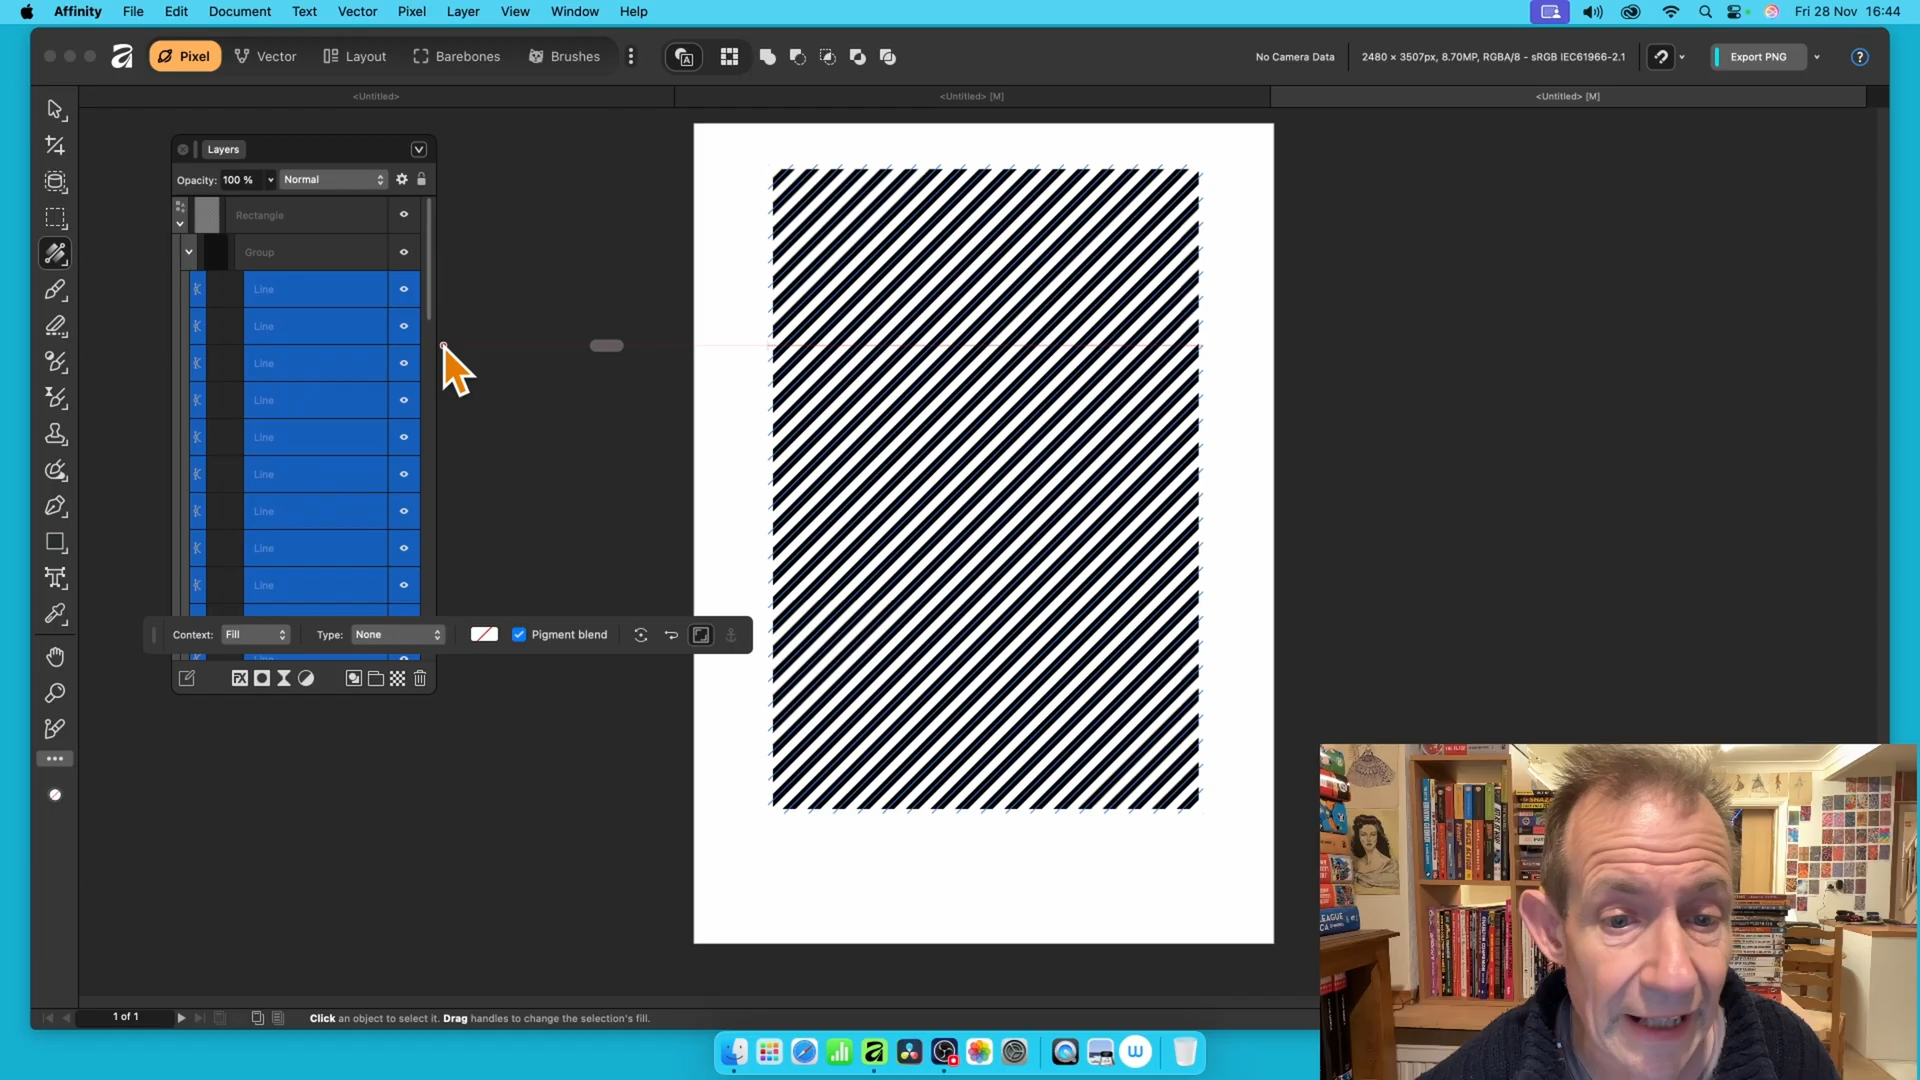 Affinity File Edit Document Text Vector Pixel Layer View Window Help Fri 28 Nov 16:44
Pixel Vector Layout Barebones Brushes No Camera Data 2480 × 3507px, 8.70MP, RGBA/8 - sRGB IEC61966-2.1 Export PNG
<Untitled> <Untitled> [M] <Untitled> [M]
Layers
Opacity: 100 % Normal
Rectangle
Group
Line
Line
Line
Line
Line
Line
Line
Line
Line
Context: Fill Type: None Pigment blend
Line
1 of 1 Click an object to select it. Drag handles to change the selection's fill.